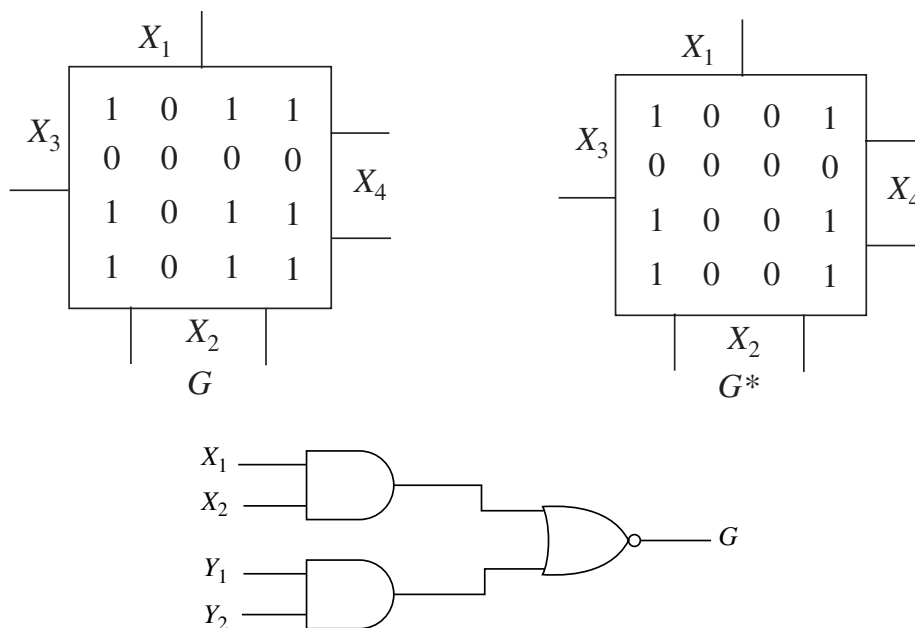 X₁ X₁
1 0 1 1 1 0 0 1
X₃ X₃
0 0 0 0 0 0 0 0
X₄ X₄
1 0 1 1 1 0 0 1
1 0 1 1 1 0 0 1
X₂ X₂
G G*
X₁
X₂
G
Y₁
Y₂